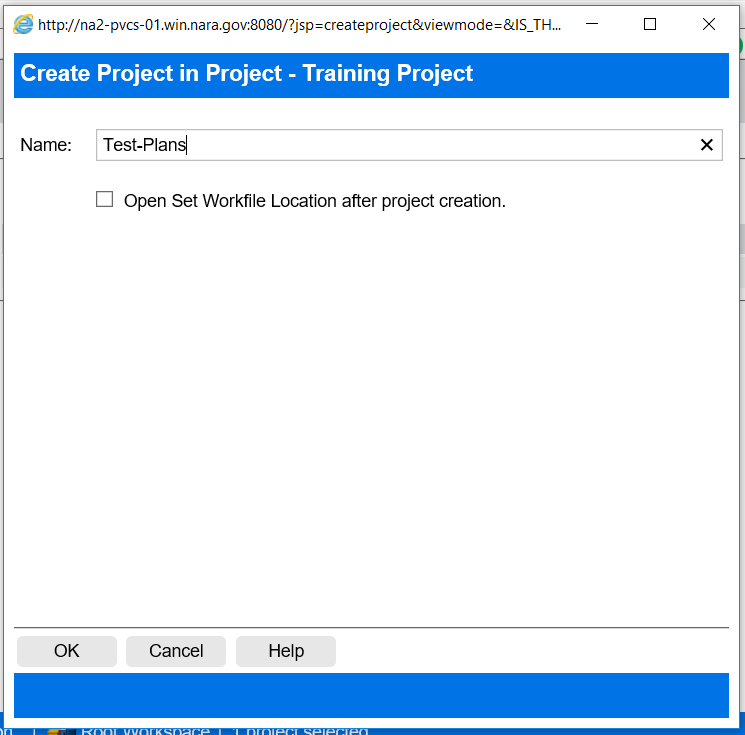 http://na2-pvcs-01.win.nara.gov:8080/?jsp=createproject&viewmode=&IS_TH...
Create Project in Project - Training Project
Name: Test-Plans
Open Set Workfile Location after project creation.
OK Cancel Help
Root Workspace | 1 project selected